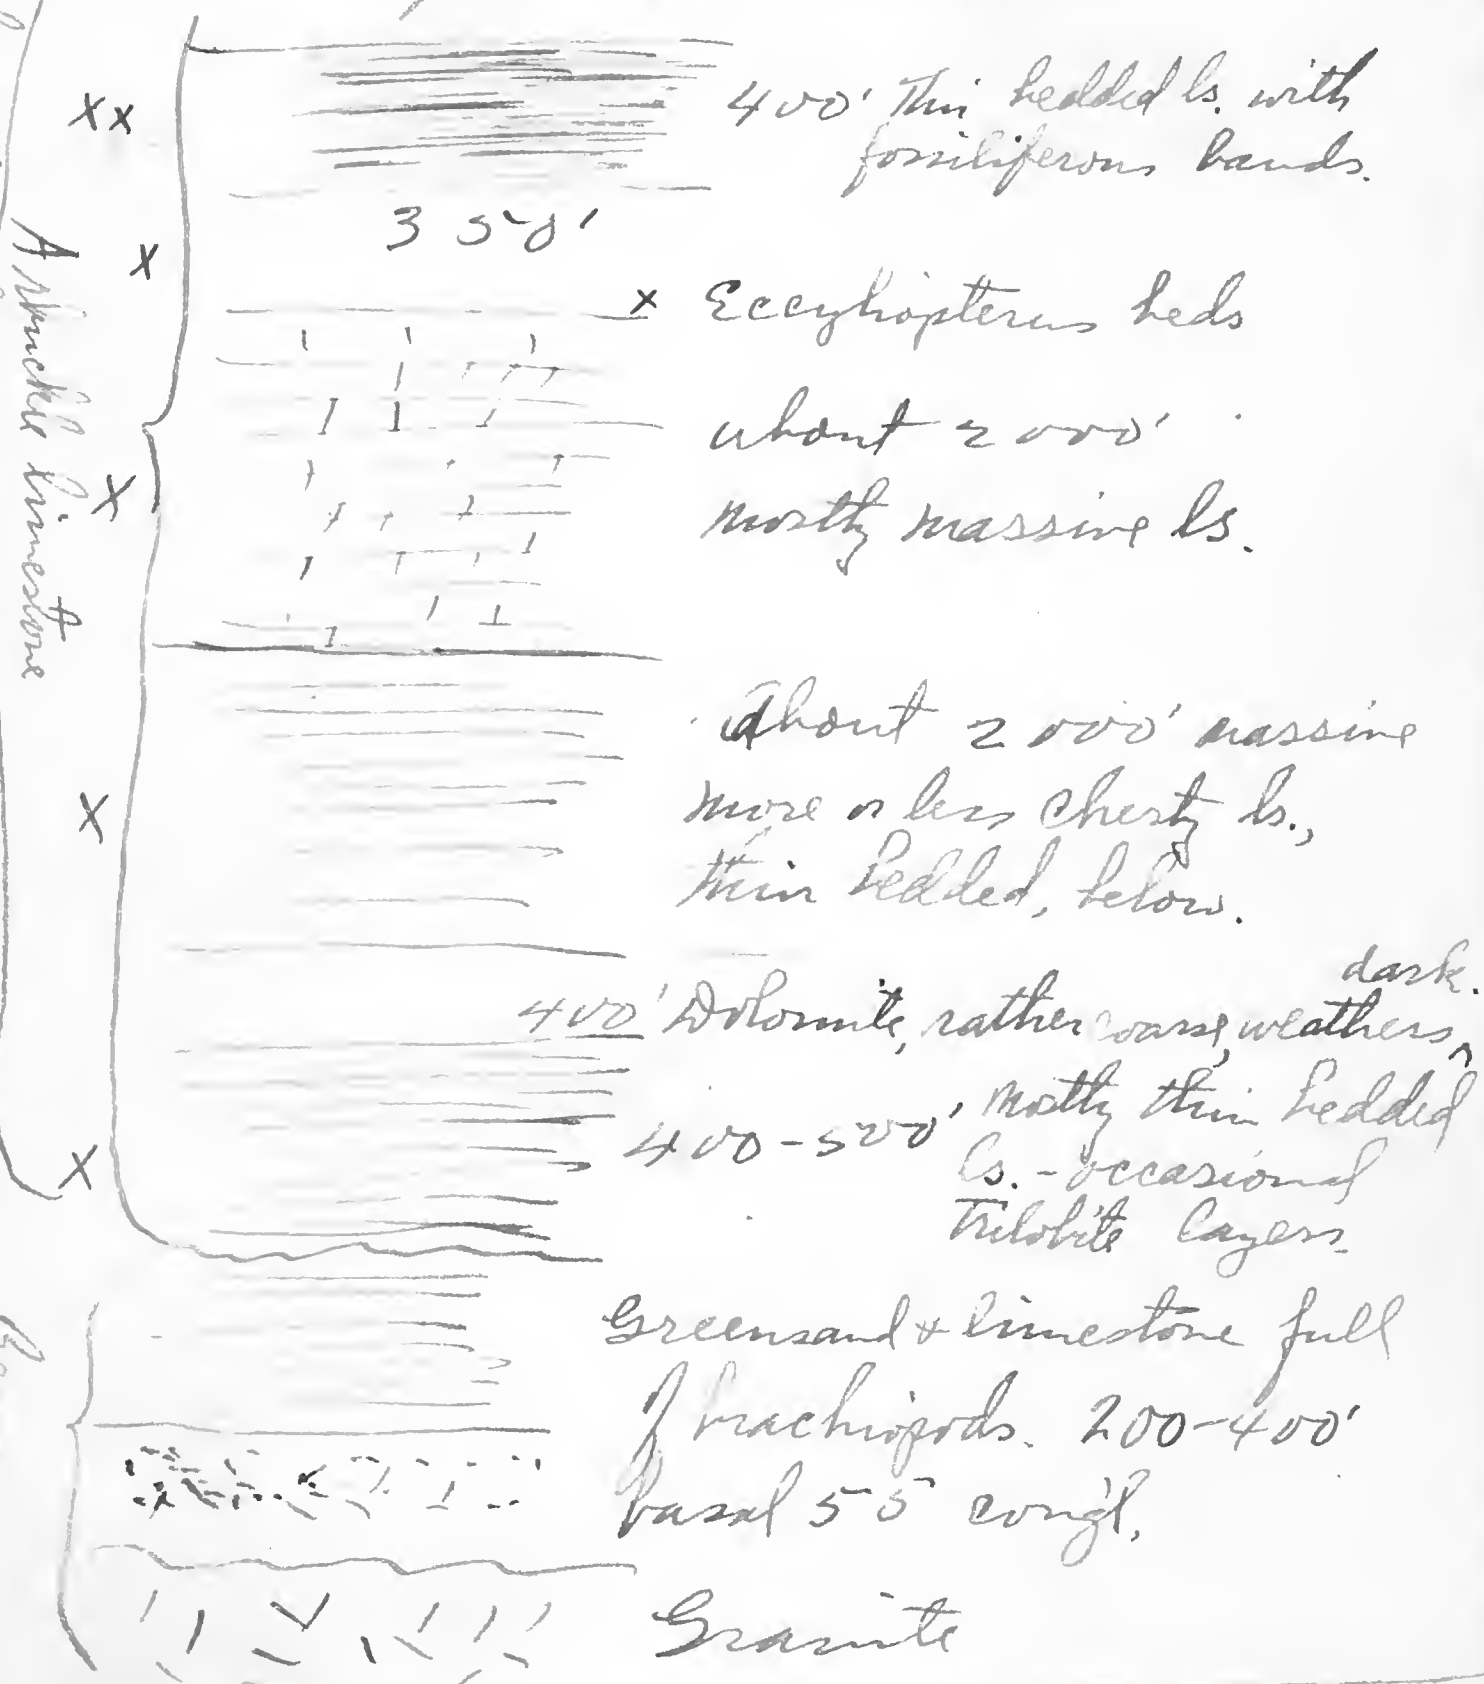 400' Thin bedded ls. with
fossiliferous bands.
xx
350'
x
Arbuckle limestone
x Eccyliopterus beds
about 2000'
mostly massive ls.
x
About 2000' massive
more or less cherty ls.,
thin bedded, below.
x
dark.
400' Dolomite, rather coarse, weathers ^
400-500' mostly thin bedded
ls. - occasional
Trilobite layers.
x
Greensand & limestone full
of brachiopods. 200-400'
basal congl.
Granite